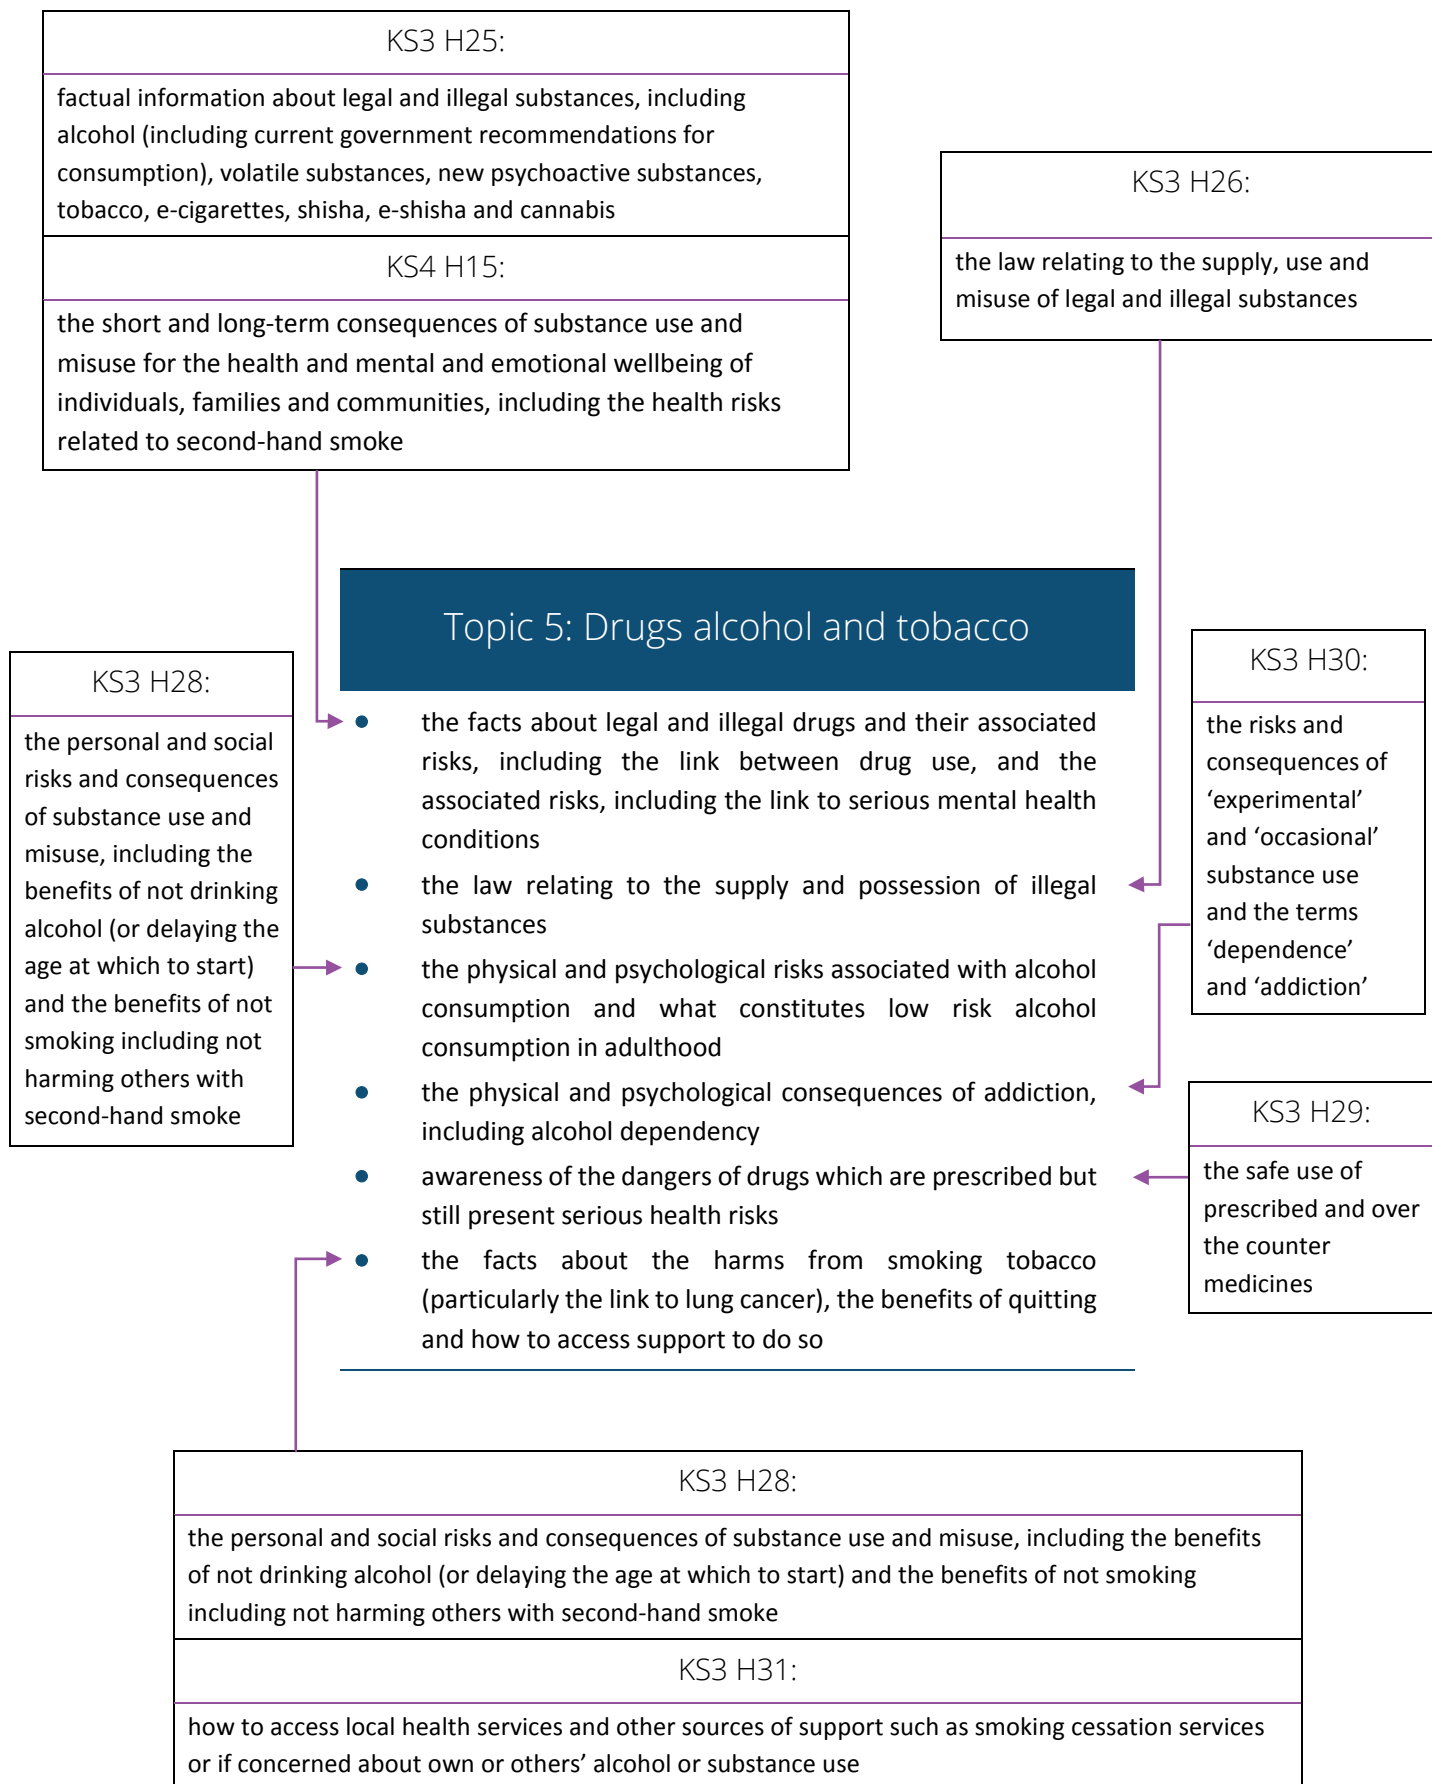 KS3 H25:
factual information about legal and illegal substances, including
alcohol (including current government recommendations for
consumption), volatile substances, new psychoactive substances,
tobacco, e-cigarettes, shisha, e-shisha and cannabis
KS4 H15:
the short and long-term consequences of substance use and
misuse for the health and mental and emotional wellbeing of
individuals, families and communities, including the health risks
related to second-hand smoke
KS3 H26:
the law relating to the supply, use and
misuse of legal and illegal substances
Topic 5: Drugs alcohol and tobacco
KS3 H28:
the personal and social
risks and consequences
of substance use and
misuse, including the
benefits of not drinking
alcohol (or delaying the
age at which to start)
and the benefits of not
smoking including not
harming others with
second-hand smoke
• the facts about legal and illegal drugs and their associated
risks, including the link between drug use, and the
associated risks, including the link to serious mental health
conditions
• the law relating to the supply and possession of illegal
substances
• the physical and psychological risks associated with alcohol
consumption and what constitutes low risk alcohol
consumption in adulthood
• the physical and psychological consequences of addiction,
including alcohol dependency
• awareness of the dangers of drugs which are prescribed but
still present serious health risks
• the facts about the harms from smoking tobacco
(particularly the link to lung cancer), the benefits of quitting
and how to access support to do so
KS3 H30:
the risks and
consequences of
‘experimental’
and ‘occasional’
substance use
and the terms
‘dependence’
and ‘addiction’
KS3 H29:
the safe use of
prescribed and over
the counter
medicines
KS3 H28:
the personal and social risks and consequences of substance use and misuse, including the benefits
of not drinking alcohol (or delaying the age at which to start) and the benefits of not smoking
including not harming others with second-hand smoke
KS3 H31:
how to access local health services and other sources of support such as smoking cessation services
or if concerned about own or others’ alcohol or substance use